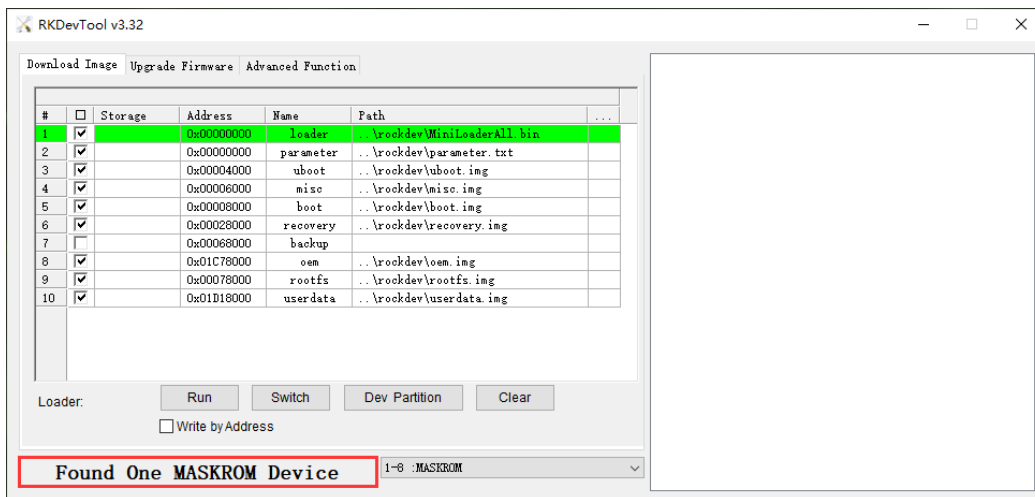 RKDevTool v3.32
Download Image Upgrade Firmware Advanced Function
# Storage Address Name Path ...
1 0x00000000 loader ..\rockdev\MiniLoaderAll.bin
2 0x00000000 parameter ..\rockdev\parameter.txt
3 0x00004000 uboot ..\rockdev\uboot.img
4 0x00006000 misc ..\rockdev\misc.img
5 0x00008000 boot ..\rockdev\boot.img
6 0x00028000 recovery ..\rockdev\recovery.img
7 0x00068000 backup
8 0x01C78000 oem ..\rockdev\oem.img
9 0x00078000 rootfs ..\rockdev\rootfs.img
10 0x01D18000 userdata ..\rockdev\userdata.img
Loader: Run Switch Dev Partition Clear
Write by Address
Found One MASKROM Device 1-8 :MASKROM